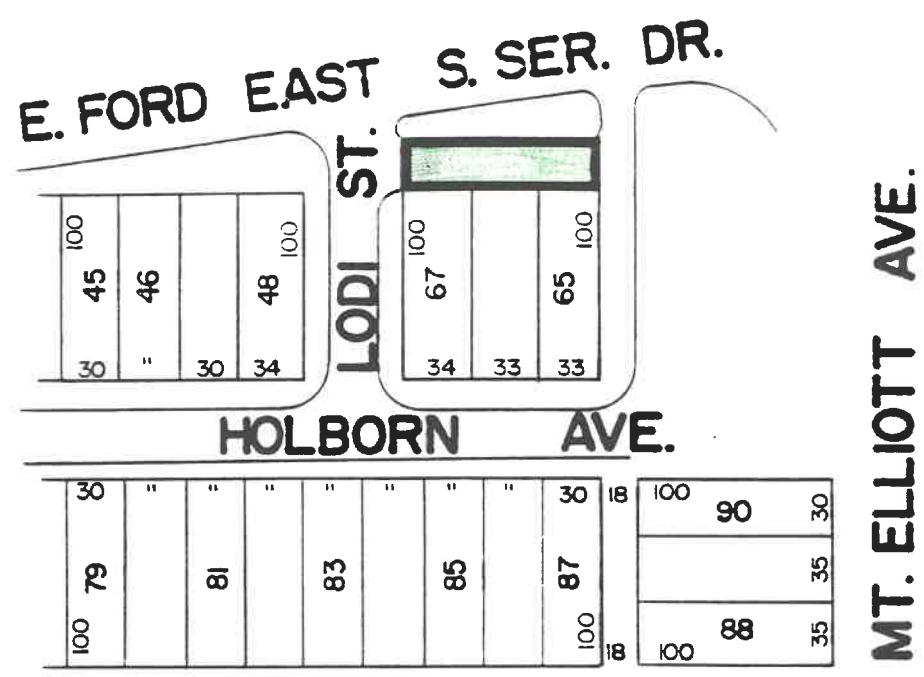 E. FORD EAST S. SER. DR.
LODI ST.
MT. ELLIOTT AVE.
100 100 100 100
45 46 48 67 65
30 " 30 34 34 33 33
HOLBORN AVE.
30 " " " " " " " 30 18 100 90 30
79 81 83 85 87 35
100 100 18 100 88 35